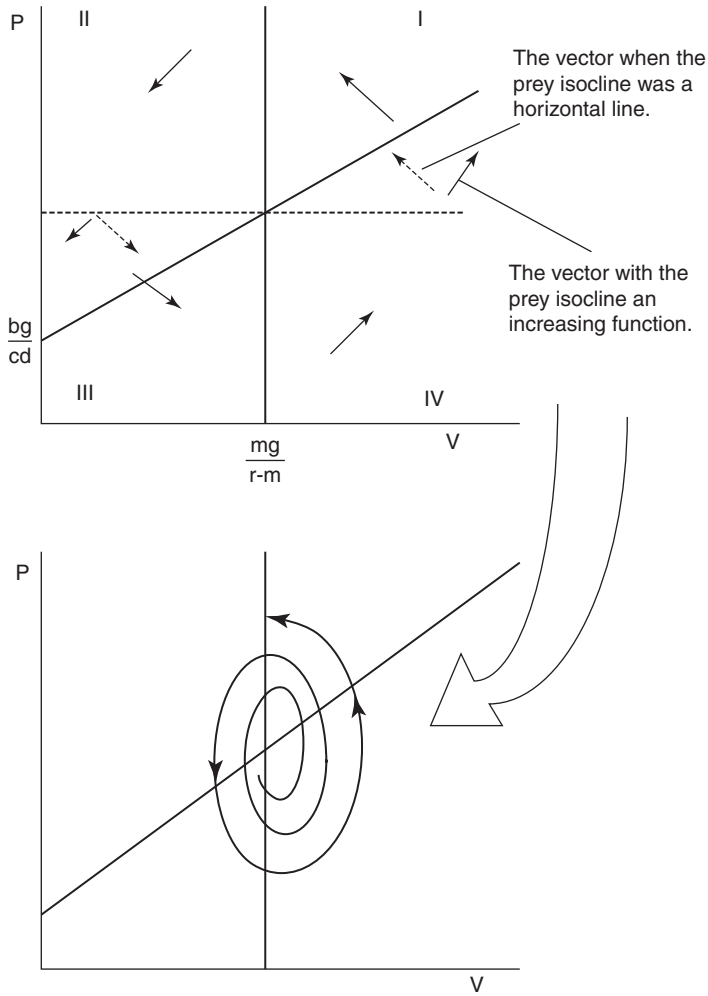 P
II
I
The vector when the
prey isocline was a
horizontal line.
The vector with the
prey isocline an
increasing function.
bg
cd
III
IV
mg
r-m
V
P
V